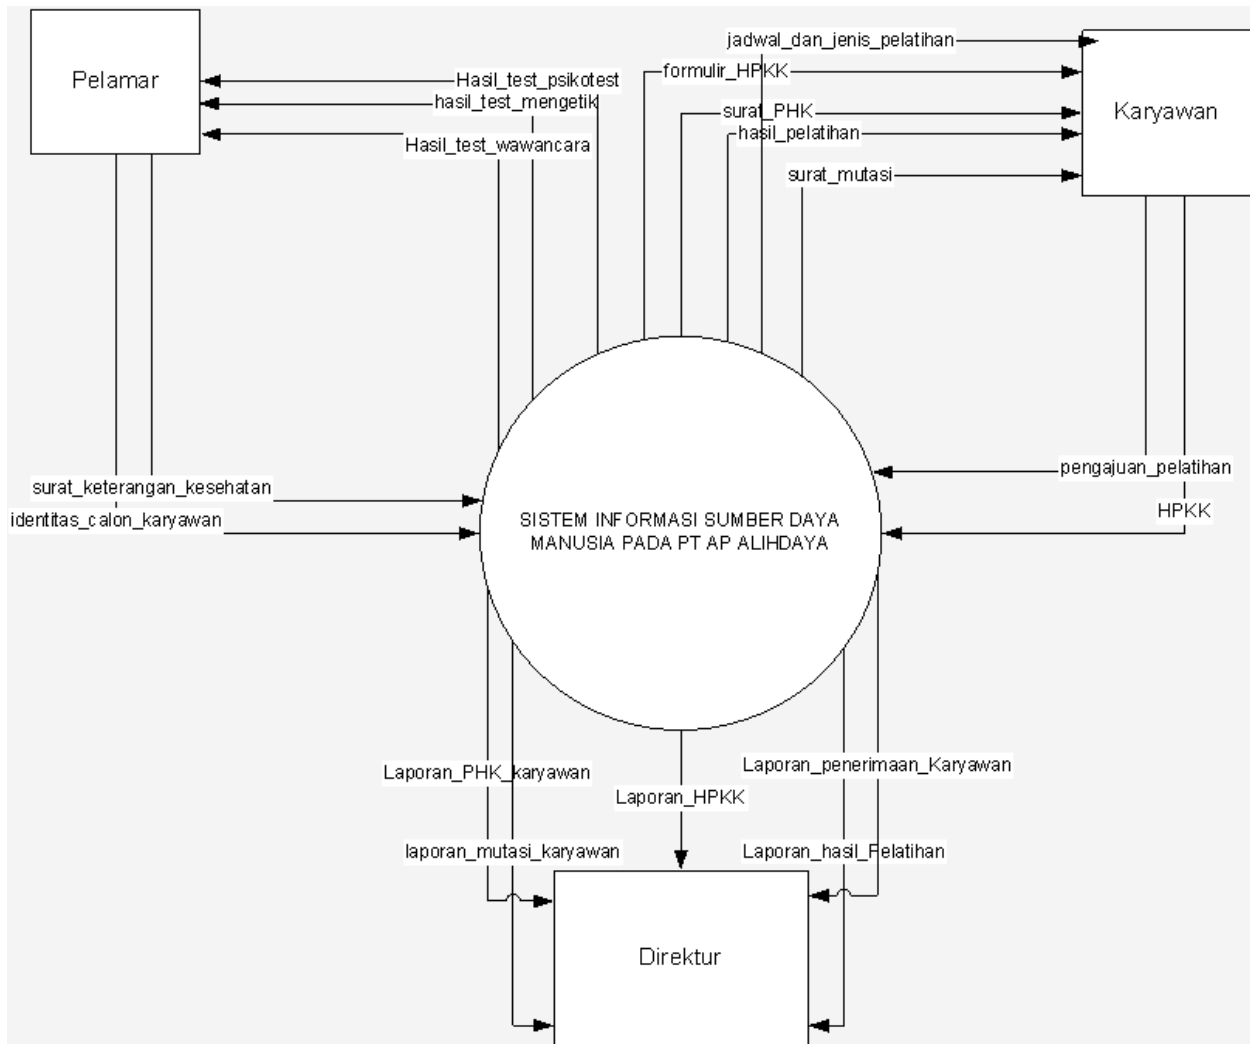 Pelamar
Hasil_test_psikotest
hasil_test_mengetik
Hasil_test_wawancara
jadwal_dan_jenis_pelatihan
formulir_HPKK
surat_PHK
hasil_pelatihan
surat_mutasi
Karyawan
surat_keterangan_kesehatan
identitas_calon_karyawan
SISTEM INFORMASI SUMBER DAYA
MANUSIA PADA PT AP ALIHDAYA
pengajuan_pelatihan
HPKK
Laporan_PHK_karyawan
Laporan_HPKK
Laporan_penerimaan_Karyawan
laporan_mutasi_karyawan
Laporan_hasil_Pelatihan
Direktur